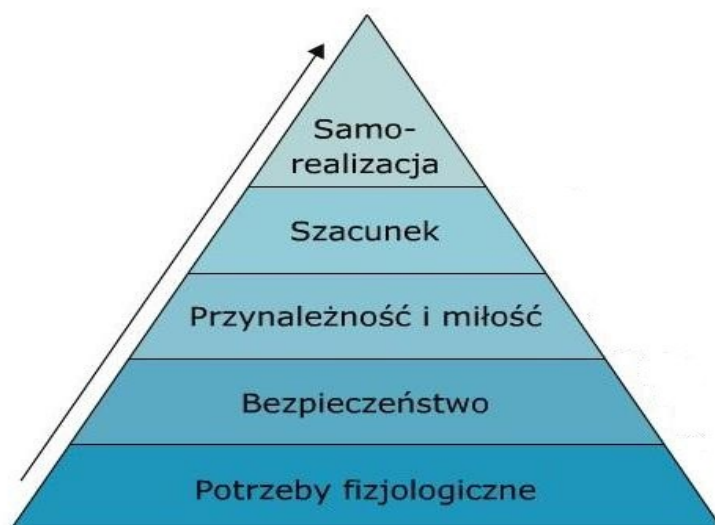 Samo-
realizacja
Szacunek
Przynależność i miłość
Bezpieczeństwo
Potrzeby fizjologiczne